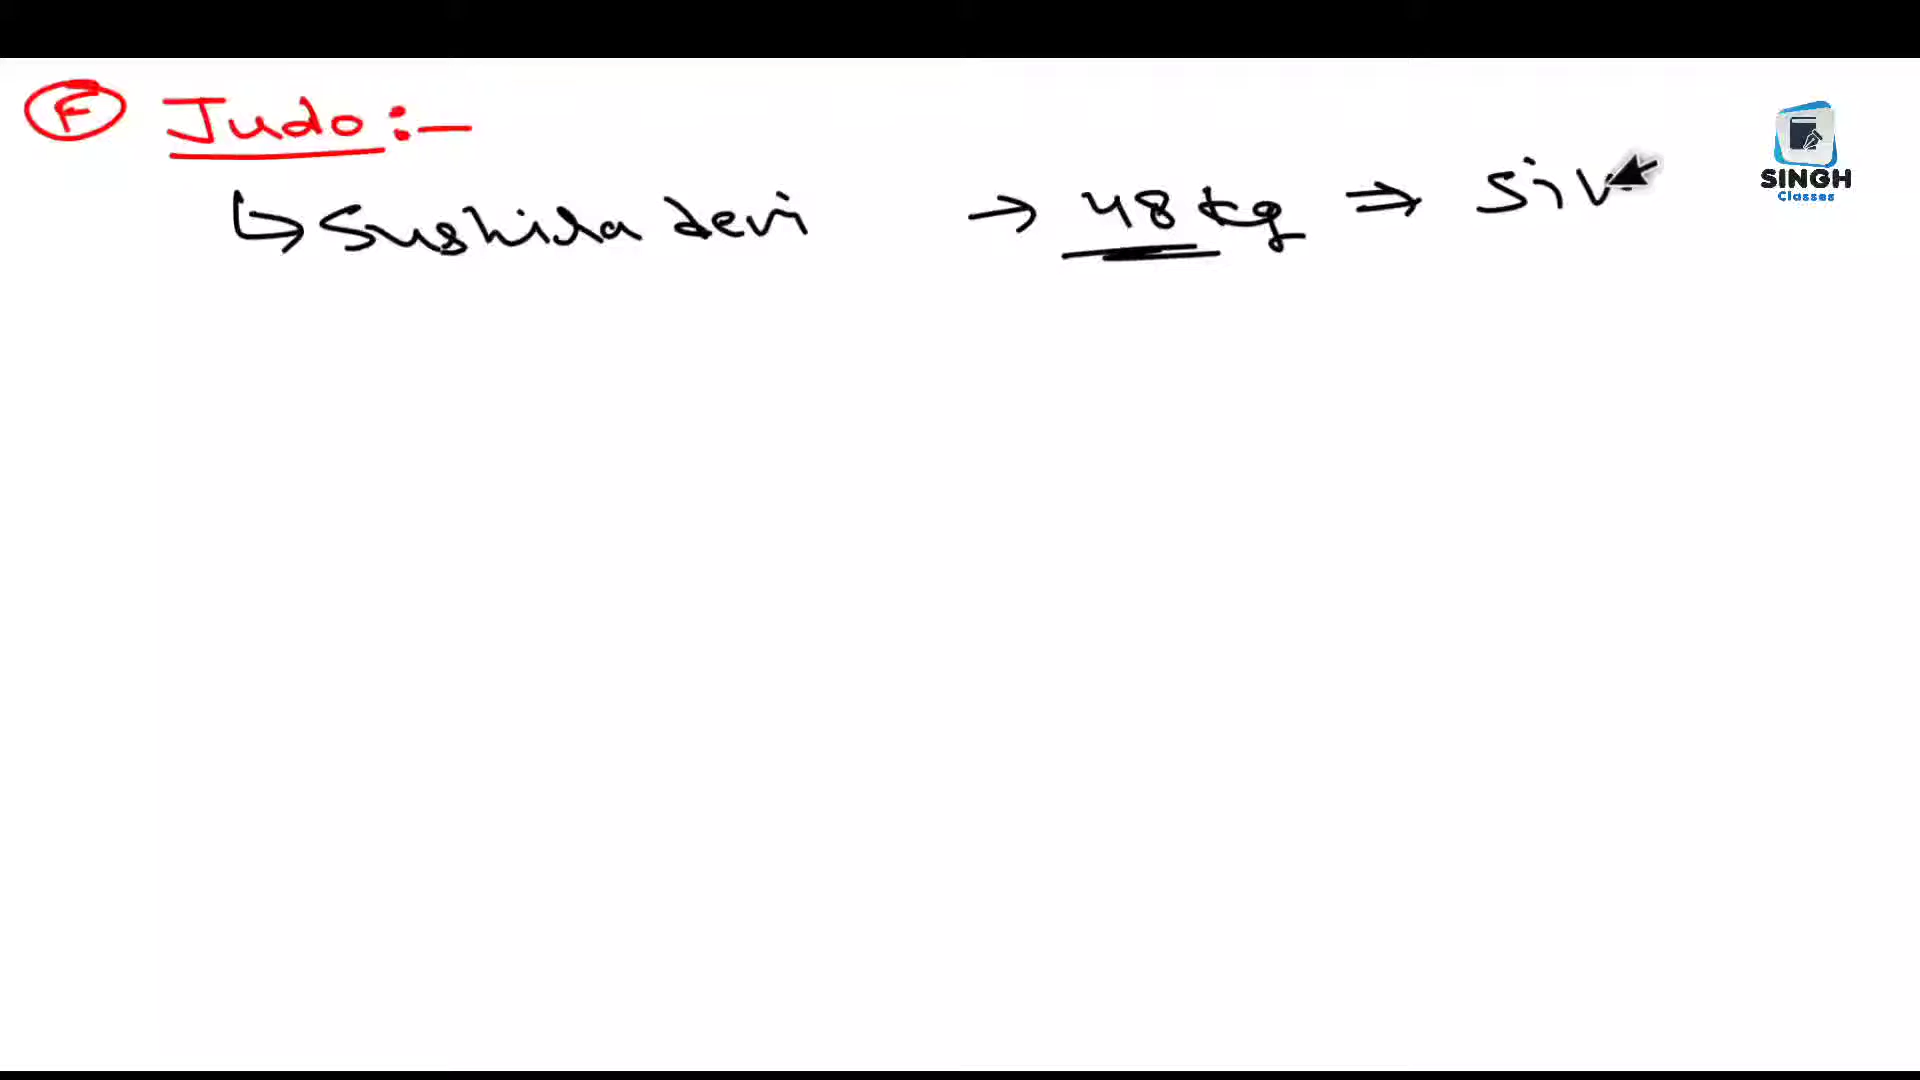 F Judo :-
↳ Sushila devi → 48 kg ⇒ Silv
SINGH
Classes